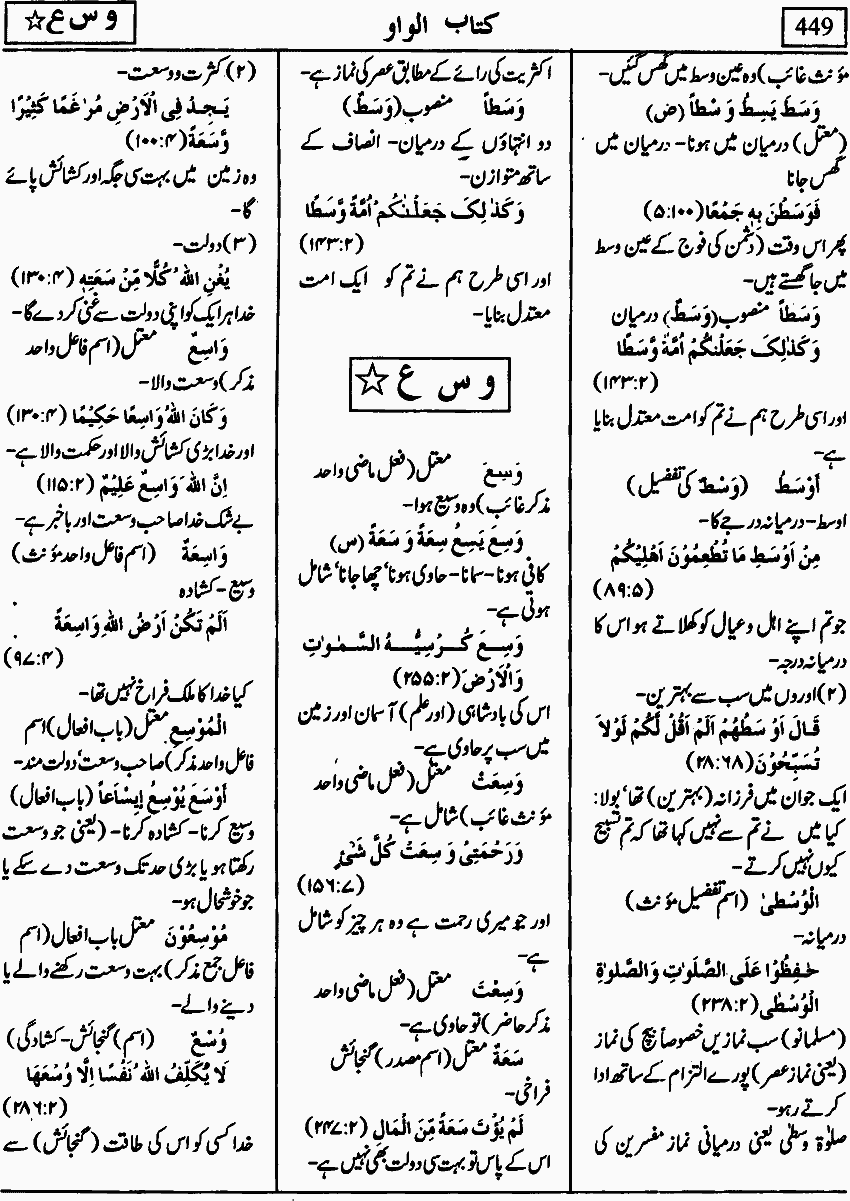 449
کتاب الواو
و س ع ☆
مؤنث غائب) وہ عین وسط میں گھس گئیں-
وَسَطَ يَسِطُ وَسْطاً (ض)
(معتل) درمیان میں ہونا- درمیان میں
گھس جانا
فَوَسَطْنَ بِهٖ جَمْعًا (۵:۱۰۰)
پھر اس وقت (دشمن کی فوج کے عین وسط
میں جا گھستے ہیں-
وَسَطاً منصوب (وَسَطٌ) درمیان
وَكَذٰلِكَ جَعَلْنٰكُمْ اُمَّةً وَّسَطًا
(۱۴۳:۲)
اور اسی طرح ہم نے تم کو امت معتدل بنایا
ہے-
اَوْسَطُ (وَسْطٌ کی تفضیل)
اوسط- درمیانہ درجے کا-
مِنْ اَوْسَطِ مَا تُطْعِمُوْنَ اَهْلِيْكُمْ
(۸۹:۵)
جو تم اپنے اہل و عیال کو کھلاتے ہو اس کا
درمیانہ درجہ-
(۲) اوروں میں سب سے بہترین-
قَالَ اَوْسَطُهُمْ اَلَمْ اَقُلْ لَّكُمْ لَوْلَا
تُسَبِّحُوْنَ (۲۸:۶۸)
ایک جوان میں فرزانہ (بہترین) تھا، بولا:
کیا میں نے تم سے نہیں کہا تھا کہ تم تسبیح
کیوں نہیں کرتے-
اَلْوُسْطٰى (اسم تفضیل مؤنث)
درمیانہ-
حٰفِظُوْا عَلَى الصَّلَوٰتِ وَالصَّلٰوةِ
الْوُسْطٰى (۲۳۸:۲)
(مسلمانو) سب نمازیں خصوصاً بیچ کی نماز
(یعنی نماز عصر) پورے التزام کے ساتھ ادا
کرتے رہو-
صلوٰۃ وسطیٰ یعنی درمیانی نماز مفسرین کی
اکثریت کی رائے کے مطابق عصر کی نماز ہے-
وَسَطاً منصوب (وَسَطٌ)
دو انتہاؤں کے درمیان- انصاف کے
ساتھ متوازن-
وَكَذٰلِكَ جَعَلْنٰكُمْ اُمَّةً وَّسَطًا
(۱۴۳:۲)
اور اسی طرح ہم نے تم کو ایک امت
معتدل بنایا-
و س ع ☆
وَسِعَ معتل (فعل ماضی واحد
مذکر غائب) وہ وسیع ہوا-
وَسِعَ يَسَعُ سِعَةً وَ سَعَةً (س)
کافی ہونا- سمانا- حاوی ہونا، چھا جانا، شامل
ہوتی ہے-
وَسِعَ كُرْسِيُّهُ السَّمٰوٰتِ
وَالْاَرْضَ (۲۵۵:۲)
اس کی بادشاہی (اور علم) آسمان اور زمین
میں سب پر حاوی ہے-
وَسِعَتْ معتل (فعل ماضی واحد
مؤنث غائب) شامل ہے-
وَرَحْمَتِىْ وَسِعَتْ كُلَّ شَىْءٍ
(۱۵۶:۷)
اور جو میری رحمت ہے وہ ہر چیز کو شامل
ہے-
وَسِعْتَ معتل (فعل ماضی واحد
مذکر حاضر) تو حاوی ہے-
سَعَةً معتل (اسم مصدر) گنجائش
فراخی-
لَمْ يُؤْتَ سَعَةً مِّنَ الْمَالِ (۲۴۷:۲)
اس کے پاس تو بہت سی دولت بھی نہیں ہے-
(۲) کثرت و وسعت-
يَجِدْ فِى الْاَرْضِ مُرٰغَمًا كَثِيْرًا
وَّسَعَةً (۱۰۰:۴)
وہ زمین میں بہت سی جگہ اور کشائش پائے
گا-
(۳) دولت-
يُغْنِ اللّٰهُ كُلًّا مِّنْ سَعَتِهٖ (۱۳۰:۴)
خدا ہر ایک کو اپنی دولت سے غنی کر دے گا-
وَاسِعٌ معتل (اسم فاعل واحد
مذکر) وسعت والا-
وَكَانَ اللّٰهُ وَاسِعًا حَكِيْمًا (۱۳۰:۴)
اور خدا بڑی کشائش والا اور حکمت والا ہے-
اِنَّ اللّٰهَ وَاسِعٌ عَلِيْمٌ (۱۱۵:۲)
بے شک خدا صاحب وسعت اور باخبر ہے-
وَاسِعَةٌ (اسم فاعل واحد مؤنث)
وسیع- کشادہ
اَلَمْ تَكُنْ اَرْضُ اللّٰهِ وَاسِعَةً
(۹۷:۴)
کیا خدا کا ملک فراخ نہیں تھا-
اَلْمُوْسِعِ معتل (باب افعال) اسم
فاعل واحد مذکر) صاحب وسعت، دولت مند-
اَوْسَعَ يُوْسِعُ اِيْسَاعاً (باب افعال)
وسیع کرنا- کشادہ کرنا- (یعنی جو وسعت
رکھتا ہو یا بڑی حد تک وسعت دے سکے یا
جو خوشحال ہو-
مُوْسِعُوْنَ معتل باب افعال (اسم
فاعل جمع مذکر) بہت وسعت رکھنے والے یا
دینے والے-
وُسْعٌ (اسم) گنجائش- کشادگی)
لَا يُكَلِّفُ اللّٰهُ نَفْسًا اِلَّا وُسْعَهَا
(۲۸۶:۲)
خدا کسی کو اس کی طاقت (گنجائش) سے